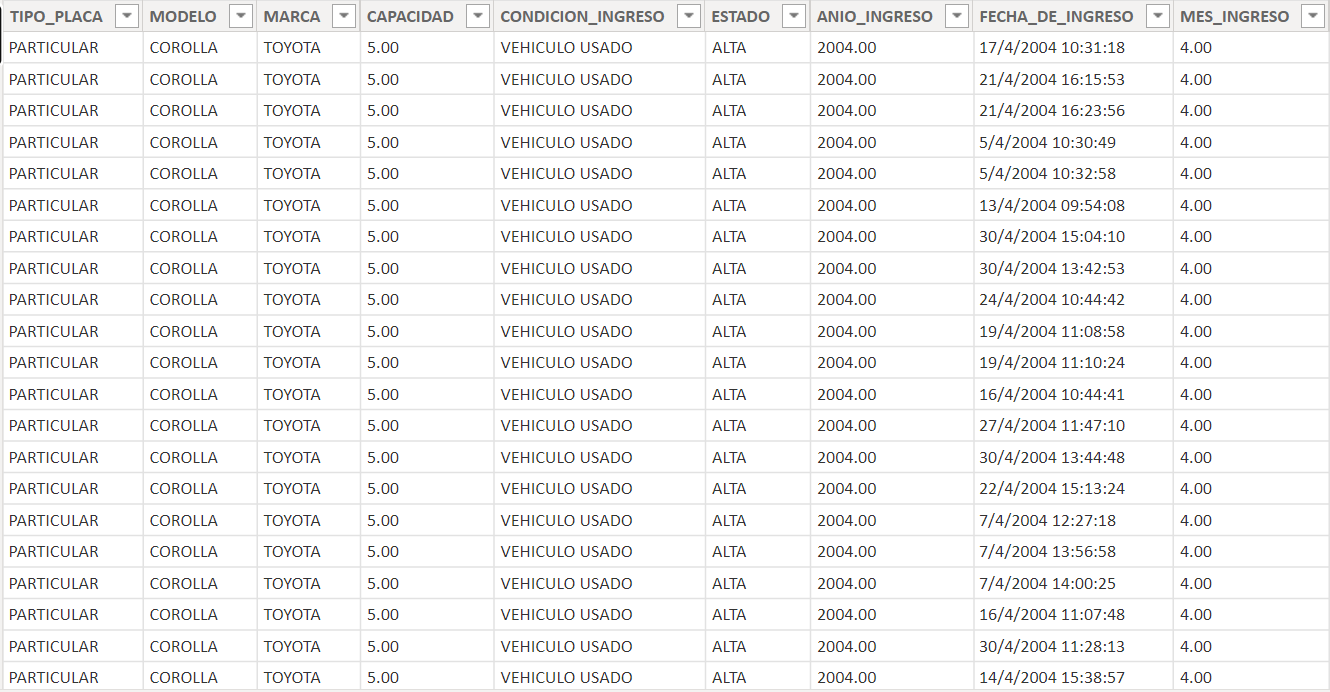 TIPO_PLACA MODELO MARCA CAPACIDAD CONDICION_INGRESO ESTADO ANIO_INGRESO FECHA_DE_INGRESO MES_INGRESO
PARTICULAR COROLLA TOYOTA 5.00 VEHICULO USADO ALTA 2004.00 17/4/2004 10:31:18 4.00
PARTICULAR COROLLA TOYOTA 5.00 VEHICULO USADO ALTA 2004.00 21/4/2004 16:15:53 4.00
PARTICULAR COROLLA TOYOTA 5.00 VEHICULO USADO ALTA 2004.00 21/4/2004 16:23:56 4.00
PARTICULAR COROLLA TOYOTA 5.00 VEHICULO USADO ALTA 2004.00 5/4/2004 10:30:49 4.00
PARTICULAR COROLLA TOYOTA 5.00 VEHICULO USADO ALTA 2004.00 5/4/2004 10:32:58 4.00
PARTICULAR COROLLA TOYOTA 5.00 VEHICULO USADO ALTA 2004.00 13/4/2004 09:54:08 4.00
PARTICULAR COROLLA TOYOTA 5.00 VEHICULO USADO ALTA 2004.00 30/4/2004 15:04:10 4.00
PARTICULAR COROLLA TOYOTA 5.00 VEHICULO USADO ALTA 2004.00 30/4/2004 13:42:53 4.00
PARTICULAR COROLLA TOYOTA 5.00 VEHICULO USADO ALTA 2004.00 24/4/2004 10:44:42 4.00
PARTICULAR COROLLA TOYOTA 5.00 VEHICULO USADO ALTA 2004.00 19/4/2004 11:08:58 4.00
PARTICULAR COROLLA TOYOTA 5.00 VEHICULO USADO ALTA 2004.00 19/4/2004 11:10:24 4.00
PARTICULAR COROLLA TOYOTA 5.00 VEHICULO USADO ALTA 2004.00 16/4/2004 10:44:41 4.00
PARTICULAR COROLLA TOYOTA 5.00 VEHICULO USADO ALTA 2004.00 27/4/2004 11:47:10 4.00
PARTICULAR COROLLA TOYOTA 5.00 VEHICULO USADO ALTA 2004.00 30/4/2004 13:44:48 4.00
PARTICULAR COROLLA TOYOTA 5.00 VEHICULO USADO ALTA 2004.00 22/4/2004 15:13:24 4.00
PARTICULAR COROLLA TOYOTA 5.00 VEHICULO USADO ALTA 2004.00 7/4/2004 12:27:18 4.00
PARTICULAR COROLLA TOYOTA 5.00 VEHICULO USADO ALTA 2004.00 7/4/2004 13:56:58 4.00
PARTICULAR COROLLA TOYOTA 5.00 VEHICULO USADO ALTA 2004.00 7/4/2004 14:00:25 4.00
PARTICULAR COROLLA TOYOTA 5.00 VEHICULO USADO ALTA 2004.00 16/4/2004 11:07:48 4.00
PARTICULAR COROLLA TOYOTA 5.00 VEHICULO USADO ALTA 2004.00 30/4/2004 11:28:13 4.00
PARTICULAR COROLLA TOYOTA 5.00 VEHICULO USADO ALTA 2004.00 14/4/2004 15:38:57 4.00